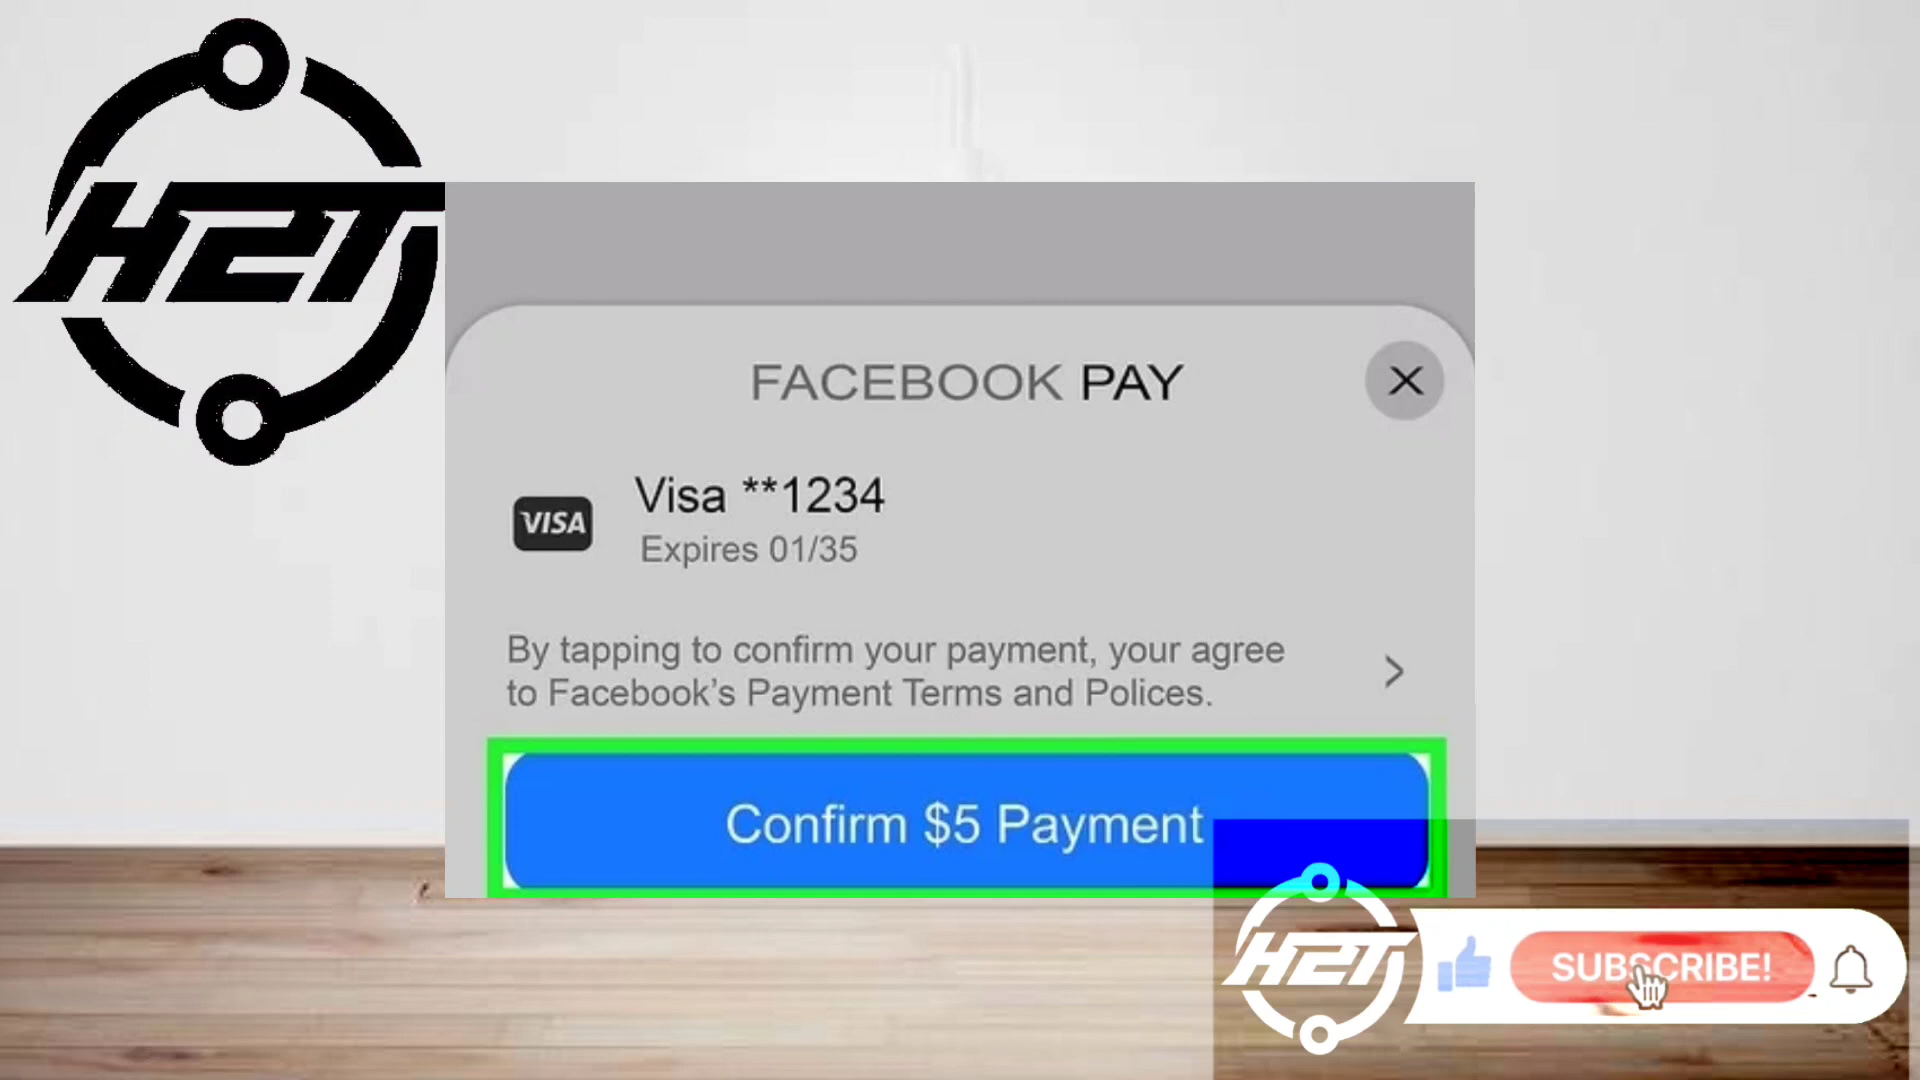 H2T
FACEBOOK PAY
VISA
Visa **1234
Expires 01/35
By tapping to confirm your payment, your agree
to Facebook's Payment Terms and Polices.
Confirm $5 Payment
H2T
SUBSCRIBE!